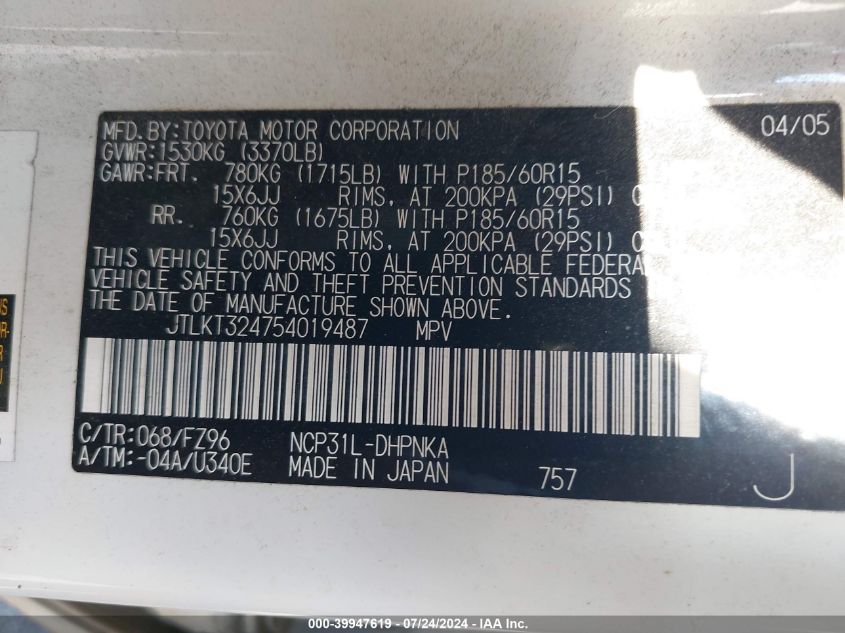 MFD.BY:TOYOTA MOTOR CORPORATION 04/05
GVWR:1530KG (3370LB)
GAWR:FRT. 780KG (1715LB) WITH P185/60R15
15X6JJ RIMS, AT 200KPA (29PSI) C
RR. 760KG (1675LB) WITH P185/60R15
15X6JJ RIMS, AT 200KPA (29PSI) C
THIS VEHICLE CONFORMS TO ALL APPLICABLE FEDERA
VEHICLE SAFETY AND THEFT PREVENTION STANDARDS
THE DATE OF MANUFACTURE SHOWN ABOVE.
JTLKT324754019487 MPV
C/TR:068/FZ96 NCP31L-DHPNKA
A/TM:-04A/U340E MADE IN JAPAN 757 J
000-39947619 - 07/24/2024 - IAA Inc.